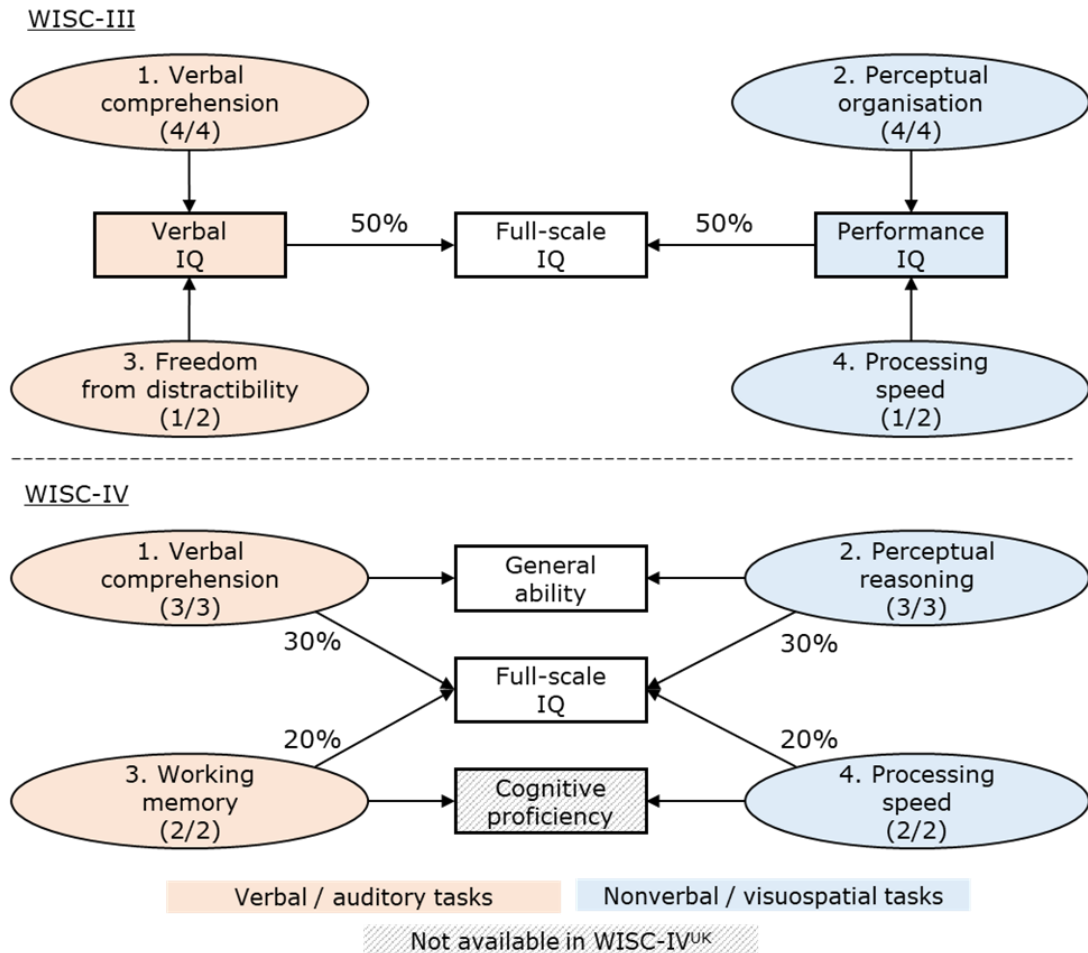 WISC-III
1. Verbal
comprehension
(4/4)
2. Perceptual
organisation
(4/4)
Verbal
IQ
50%
Full-scale
IQ
50%
Performance
IQ
3. Freedom
from distractibility
(1/2)
4. Processing
speed
(1/2)
WISC-IV
1. Verbal
comprehension
(3/3)
General
ability
2. Perceptual
reasoning
(3/3)
30%
30%
Full-scale
IQ
20%
20%
3. Working
memory
(2/2)
Cognitive
proficiency
4. Processing
speed
(2/2)
Verbal / auditory tasks
Nonverbal / visuospatial tasks
Not available in WISC-IVUK